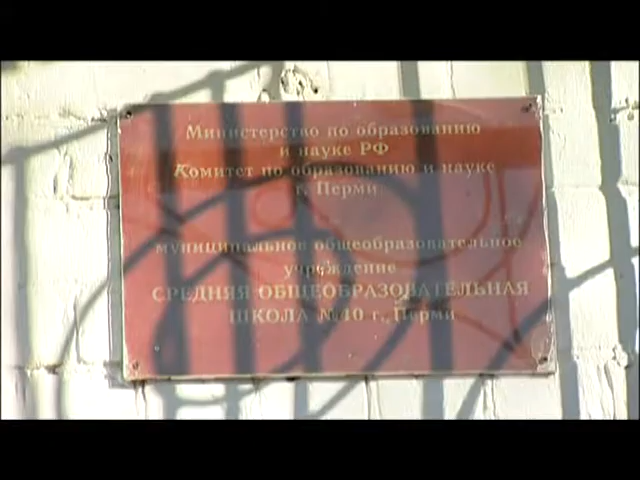 Министерство по образованию
и науке РФ
Комитет по образованию и науке
г. Перми
муниципальное общеобразовательное
учреждение
СРЕДНЯЯ ОБЩЕОБРАЗОВАТЕЛЬНАЯ
ШКОЛА №40 г. Перми